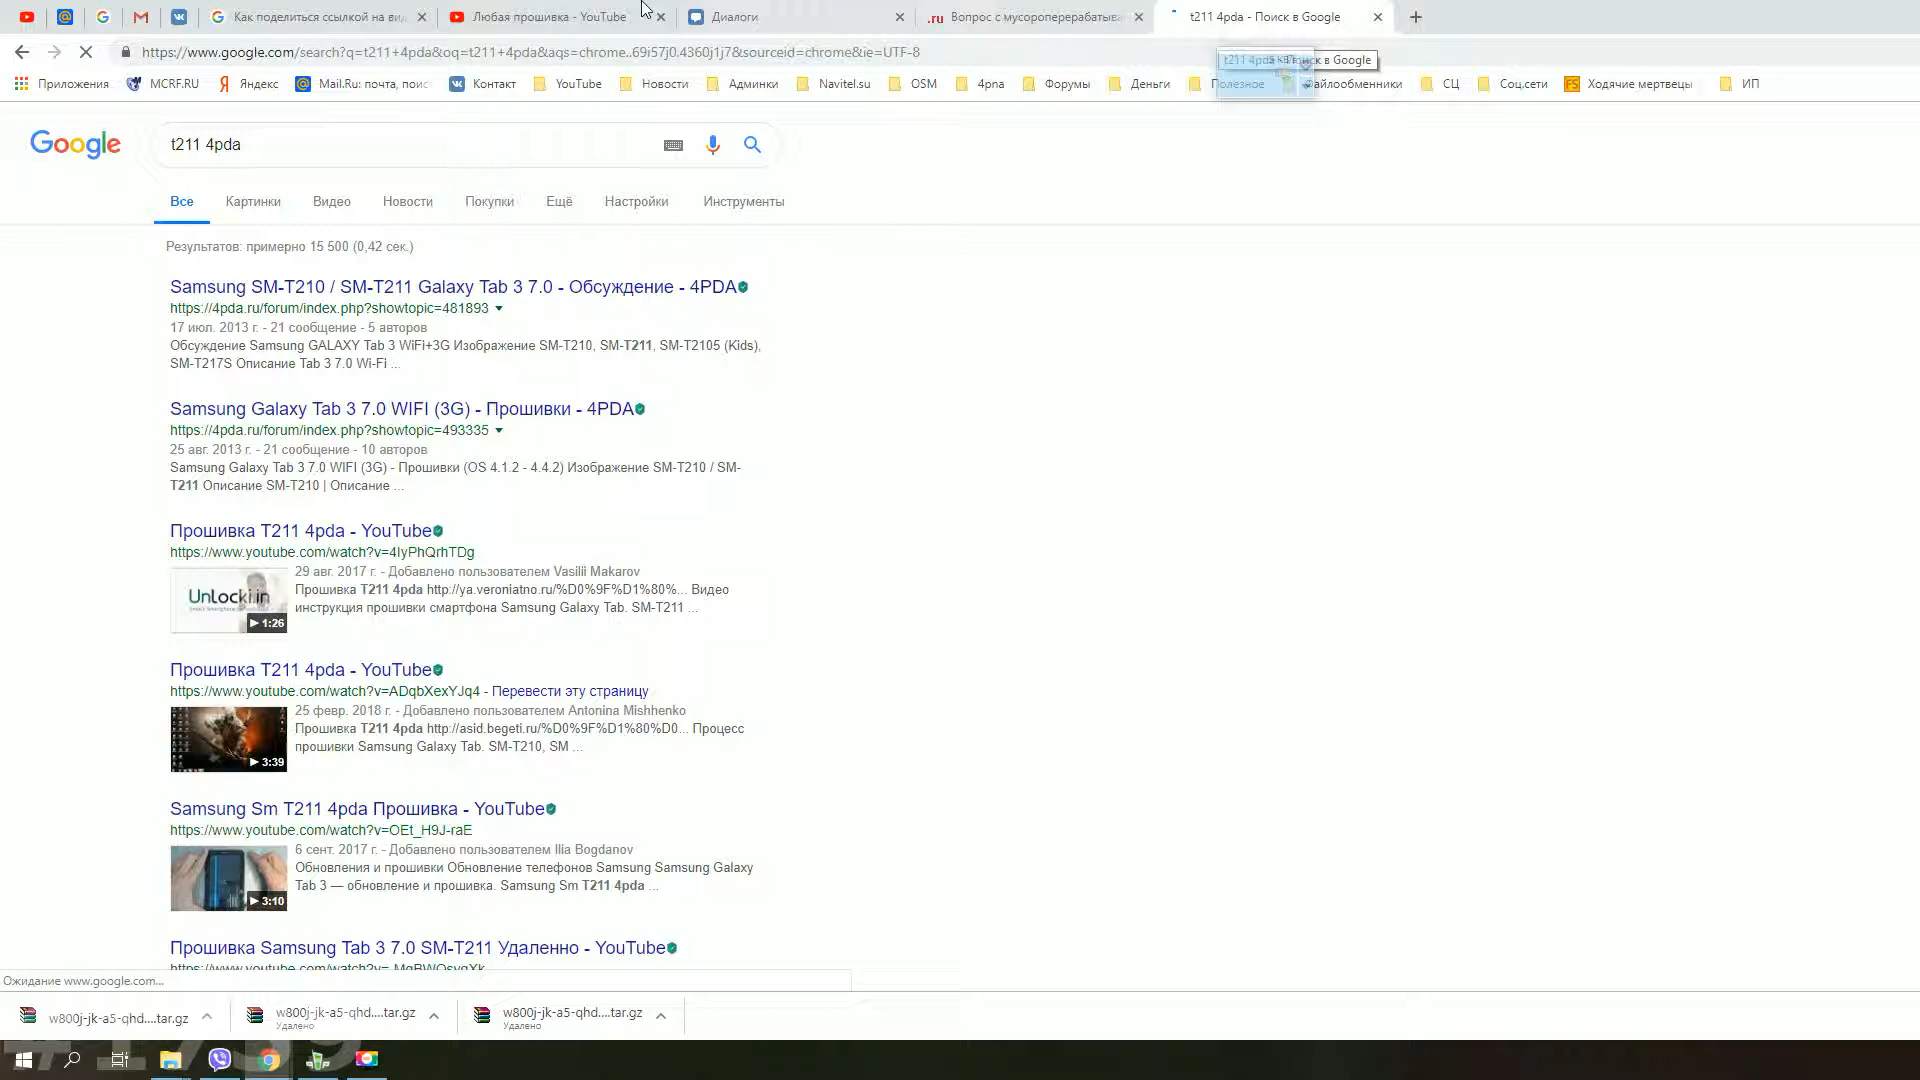 Как поделиться ссылкой на вид
Любая прошивка - YouTube
Диалоги
.ru Вопрос с мусороперерабатыва
t211 4pda - Поиск в Google
https://www.google.com/search?q=t211+4pda&oq=t211+4pda&aqs=chrome..69i57j0.4360j1j7&sourceid=chrome&ie=UTF-8
Приложения
MCRF.RU
Яндекс
Mail.Ru: почта, поис
Контакт
YouTube
Новости
Админки
Navitel.su
OSM
4pna
Форумы
Деньги
Полезное
Файлообменники
СЦ
Соц.сети
Ходячие мертвецы
ИП
Google
t211 4pda
Все
Картинки
Видео
Новости
Покупки
Ещё
Настройки
Инструменты
Результатов: примерно 15 500 (0,42 сек.)
Samsung SM-T210 / SM-T211 Galaxy Tab 3 7.0 - Обсуждение - 4PDA
https://4pda.ru/forum/index.php?showtopic=481893
17 июл. 2013 г. - 21 сообщение - 5 авторов
Обсуждение Samsung GALAXY Tab 3 WiFi+3G Изображение SM-T210, SM-T211, SM-T2105 (Kids),
SM-T217S Описание Tab 3 7.0 Wi-Fi ...
Samsung Galaxy Tab 3 7.0 WIFI (3G) - Прошивки - 4PDA
https://4pda.ru/forum/index.php?showtopic=493335
25 авг. 2013 г. - 21 сообщение - 10 авторов
Samsung Galaxy Tab 3 7.0 WIFI (3G) - Прошивки (OS 4.1.2 - 4.4.2) Изображение SM-T210 / SM-
T211 Описание SM-T210 | Описание ...
Прошивка T211 4pda - YouTube
https://www.youtube.com/watch?v=4IyPhQrhTDg
Unlocki.in
1:26
29 авг. 2017 г. - Добавлено пользователем Vasilii Makarov
Прошивка T211 4pda http://ya.veroniatno.ru/%D0%9F%D1%80%... Видео
инструкция прошивки смартфона Samsung Galaxy Tab. SM-T211 ...
Прошивка T211 4pda - YouTube
https://www.youtube.com/watch?v=ADqbXexYJq4 - Перевести эту страницу
3:39
25 февр. 2018 г. - Добавлено пользователем Antonina Mishhenko
Прошивка T211 4pda http://asid.begeti.ru/%D0%9F%D1%80%D0... Процесс
прошивки Samsung Galaxy Tab. SM-T210, SM ...
Samsung Sm T211 4pda Прошивка - YouTube
https://www.youtube.com/watch?v=OEt_H9J-raE
3:10
6 сент. 2017 г. - Добавлено пользователем Ilia Bogdanov
Обновления и прошивки Обновление телефонов Samsung Samsung Galaxy
Tab 3 — обновление и прошивка. Samsung Sm T211 4pda ...
Прошивка Samsung Tab 3 7.0 SM-T211 Удаленно - YouTube
https://www.youtube.com/watch?v=-MgBWOsvgXk
Ожидание www.google.com...
w800j-jk-a5-qhd....tar.gz
w800j-jk-a5-qhd....tar.gz
Удалено
w800j-jk-a5-qhd....tar.gz
Удалено